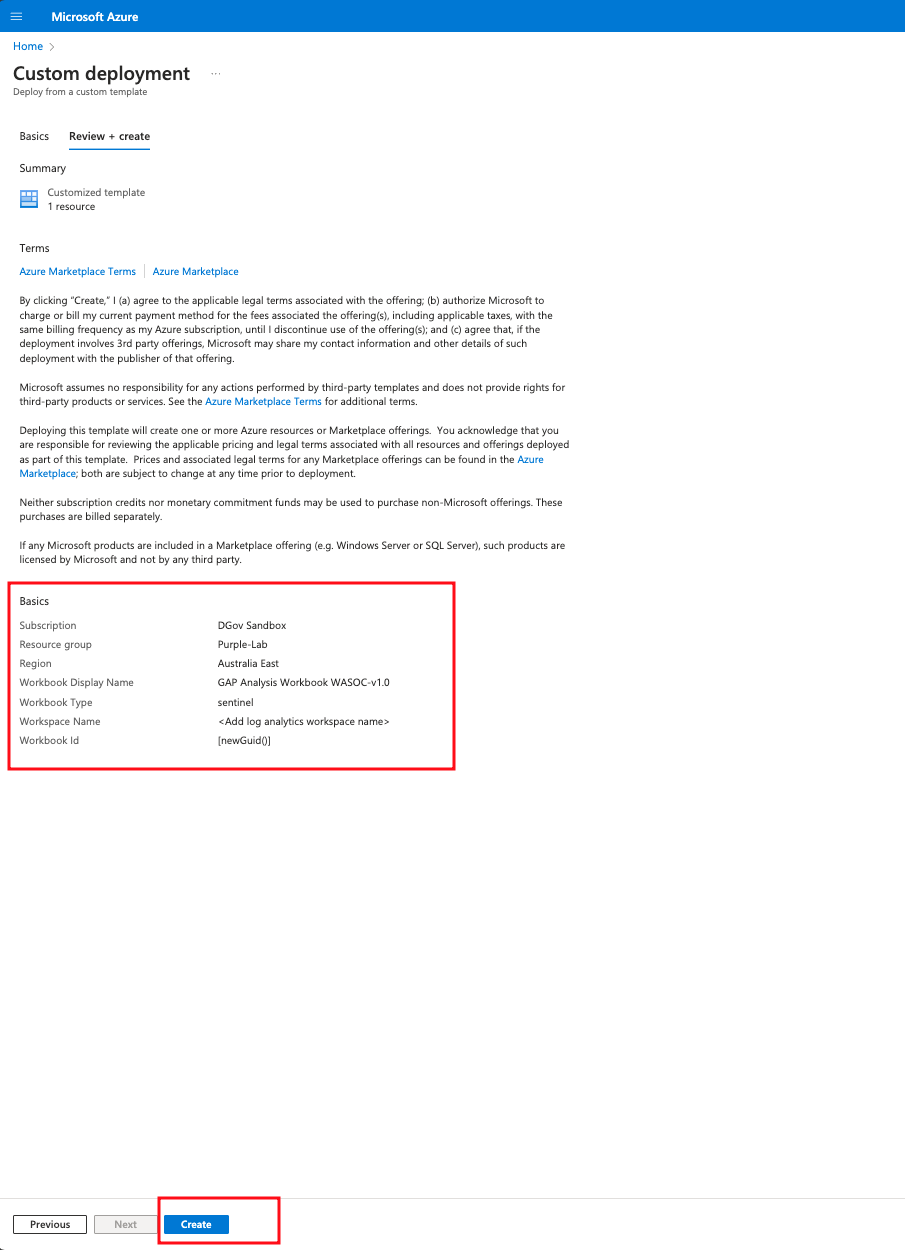 Microsoft Azure
Home
Custom deployment ...
Deploy from a custom template
Basics Review + create
Summary
Customized template
1 resource
Terms
Azure Marketplace Terms Azure Marketplace
By clicking "Create," I (a) agree to the applicable legal terms associated with the offering; (b) authorize Microsoft to
charge or bill my current payment method for the fees associated the offering(s), including applicable taxes, with the
same billing frequency as my Azure subscription, until I discontinue use of the offering(s); and (c) agree that, if the
deployment involves 3rd party offerings, Microsoft may share my contact information and other details of such
deployment with the publisher of that offering.
Microsoft assumes no responsibility for any actions performed by third-party templates and does not provide rights for
third-party products or services. See the Azure Marketplace Terms for additional terms.
Deploying this template will create one or more Azure resources or Marketplace offerings. You acknowledge that you
are responsible for reviewing the applicable pricing and legal terms associated with all resources and offerings deployed
as part of this template. Prices and associated legal terms for any Marketplace offerings can be found in the Azure
Marketplace; both are subject to change at any time prior to deployment.
Neither subscription credits nor monetary commitment funds may be used to purchase non-Microsoft offerings. These
purchases are billed separately.
If any Microsoft products are included in a Marketplace offering (e.g. Windows Server or SQL Server), such products are
licensed by Microsoft and not by any third party.
Basics
Subscription DGov Sandbox
Resource group Purple-Lab
Region Australia East
Workbook Display Name GAP Analysis Workbook WASOC-v1.0
Workbook Type sentinel
Workspace Name <Add log analytics workspace name>
Workbook Id [newGuid()]
Previous Next Create